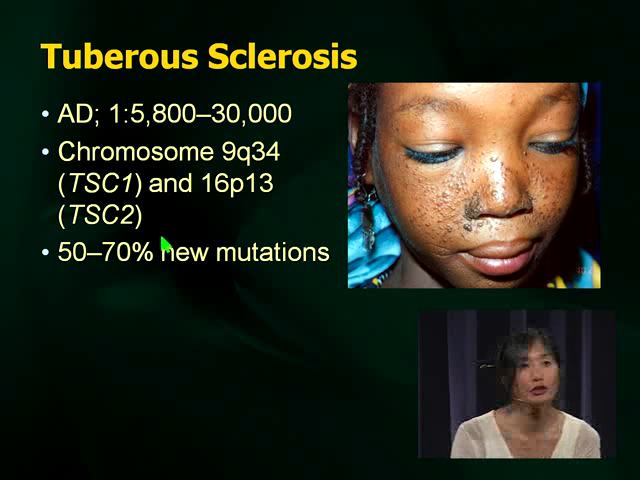 Tuberous Sclerosis
• AD; 1:5,800–30,000
• Chromosome 9q34
(TSC1) and 16p13
(TSC2)
• 50–70% new mutations